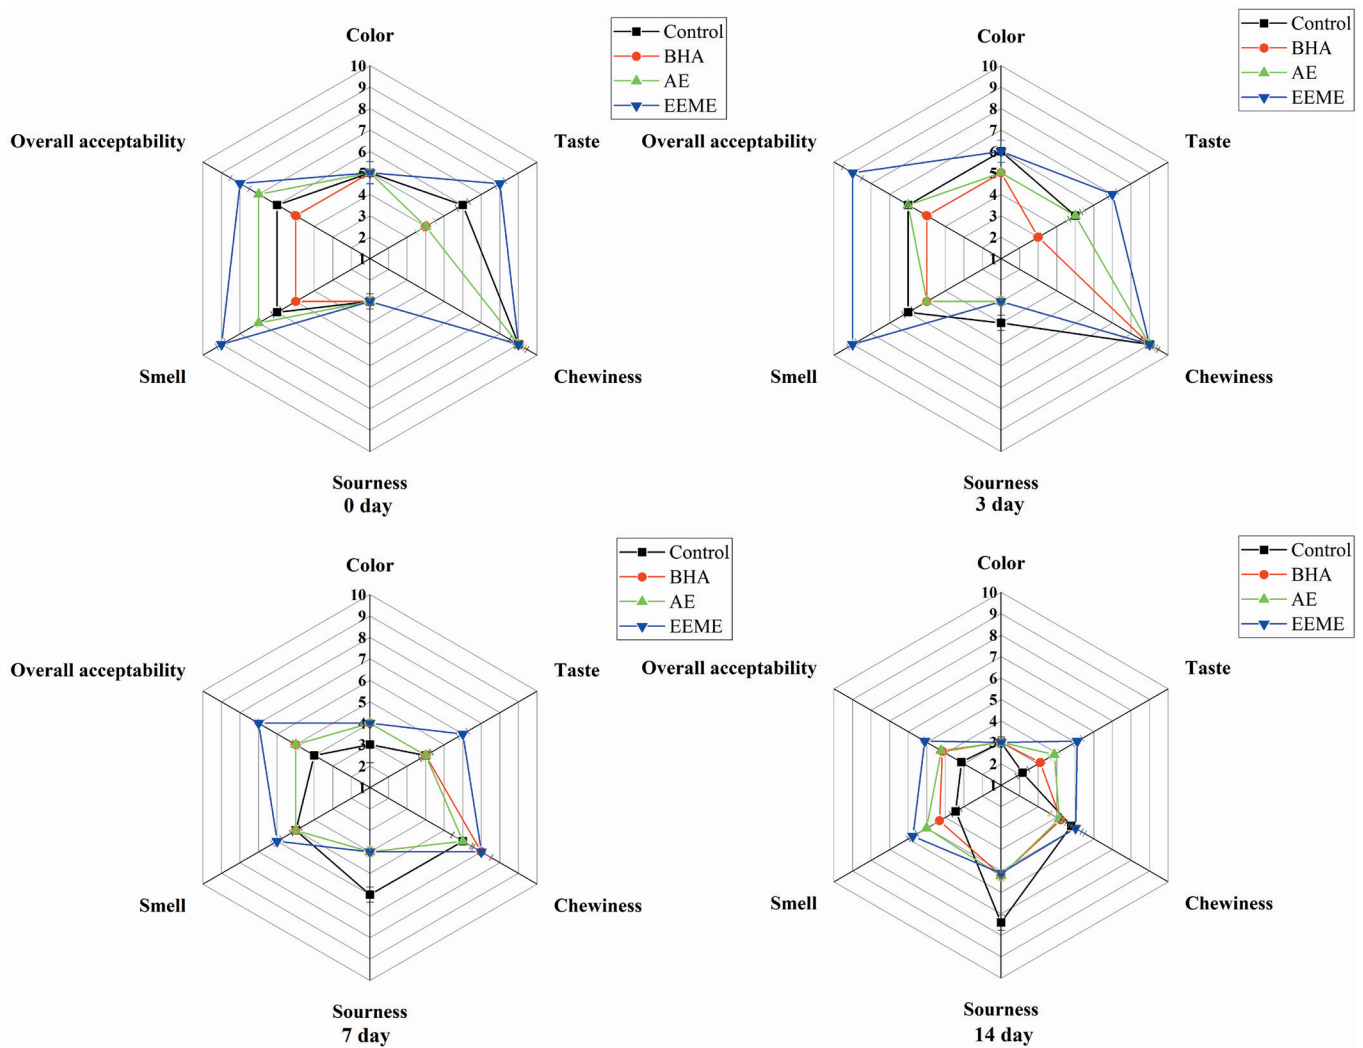 Color
10
9
8
7
6
5
4
3
2
1
Control
BHA
AE
EEME
Overall acceptability
Taste
Smell
Chewiness
Sourness
0 day
Color
10
9
8
7
6
5
4
3
2
1
Control
BHA
AE
EEME
Overall acceptability
Taste
Smell
Chewiness
Sourness
3 day
Color
10
9
8
7
6
5
4
3
2
1
Control
BHA
AE
EEME
Overall acceptability
Taste
Smell
Chewiness
Sourness
7 day
Color
10
9
8
7
6
5
4
3
2
1
Control
BHA
AE
EEME
Overall acceptability
Taste
Smell
Chewiness
Sourness
14 day